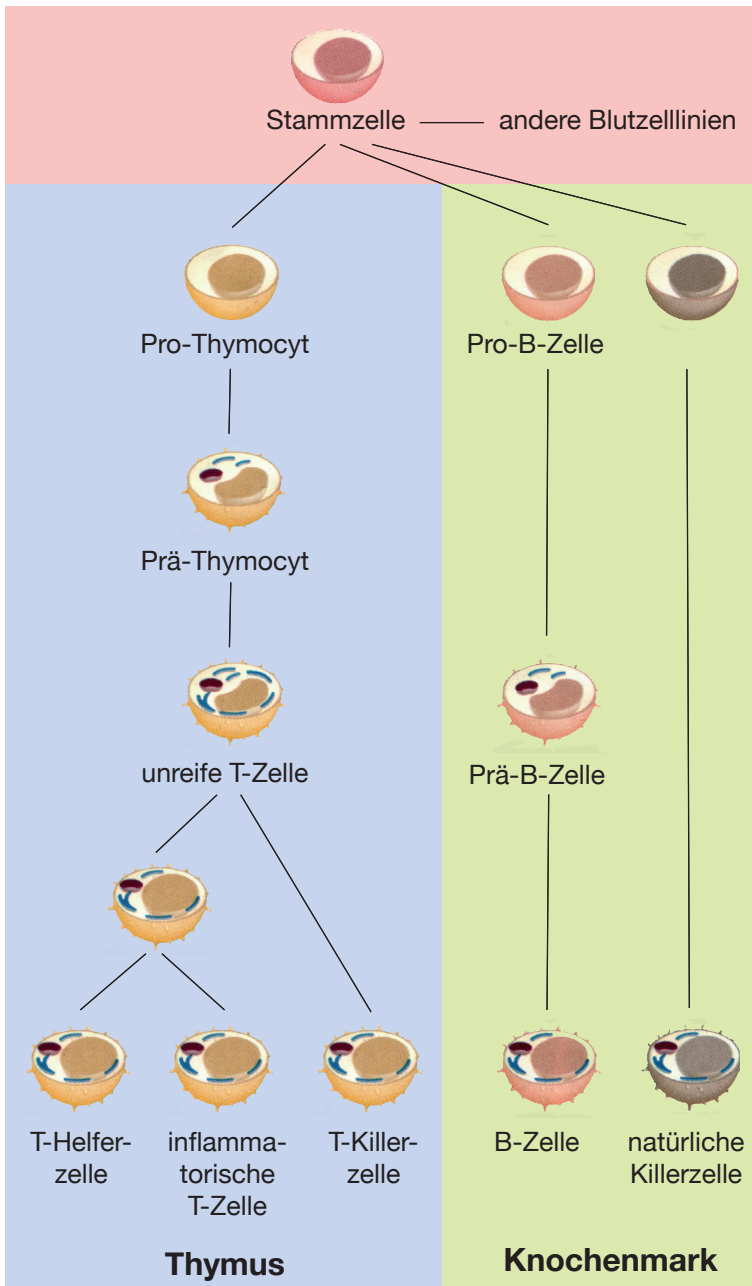 Stammzelle
andere Blutzelllinien
Pro-Thymocyt
Pro-B-Zelle
Prä-Thymocyt
unreife T-Zelle
Prä-B-Zelle
T-Helfer-
zelle
inflamma-
torische
T-Zelle
T-Killer-
zelle
B-Zelle
natürliche
Killerzelle
Thymus
Knochenmark